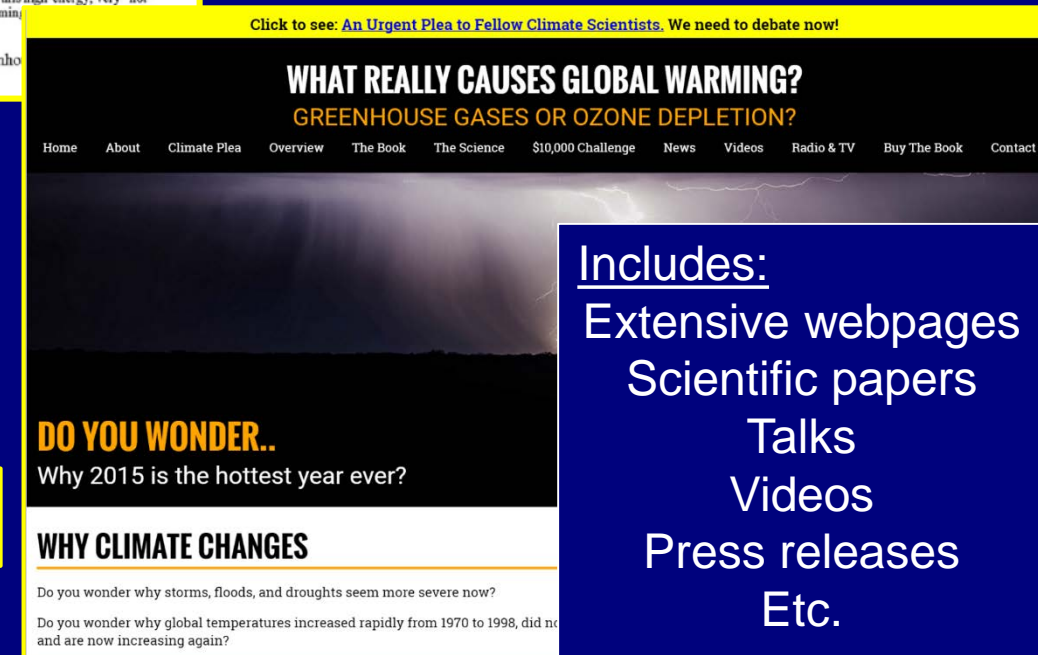 Click to see: An Urgent Plea to Fellow Climate Scientists. We need to debate now!
WHAT REALLY CAUSES GLOBAL WARMING?
GREENHOUSE GASES OR OZONE DEPLETION?
Home About Climate Plea Overview The Book The Science $10,000 Challenge News Videos Radio & TV Buy The Book Contact
DO YOU WONDER..
Why 2015 is the hottest year ever?
WHY CLIMATE CHANGES
Do you wonder why storms, floods, and droughts seem more severe now?
Do you wonder why global temperatures increased rapidly from 1970 to 1998, did
and are now increasing again?
Includes:
Extensive webpages
Scientific papers
Talks
Videos
Press releases
Etc.